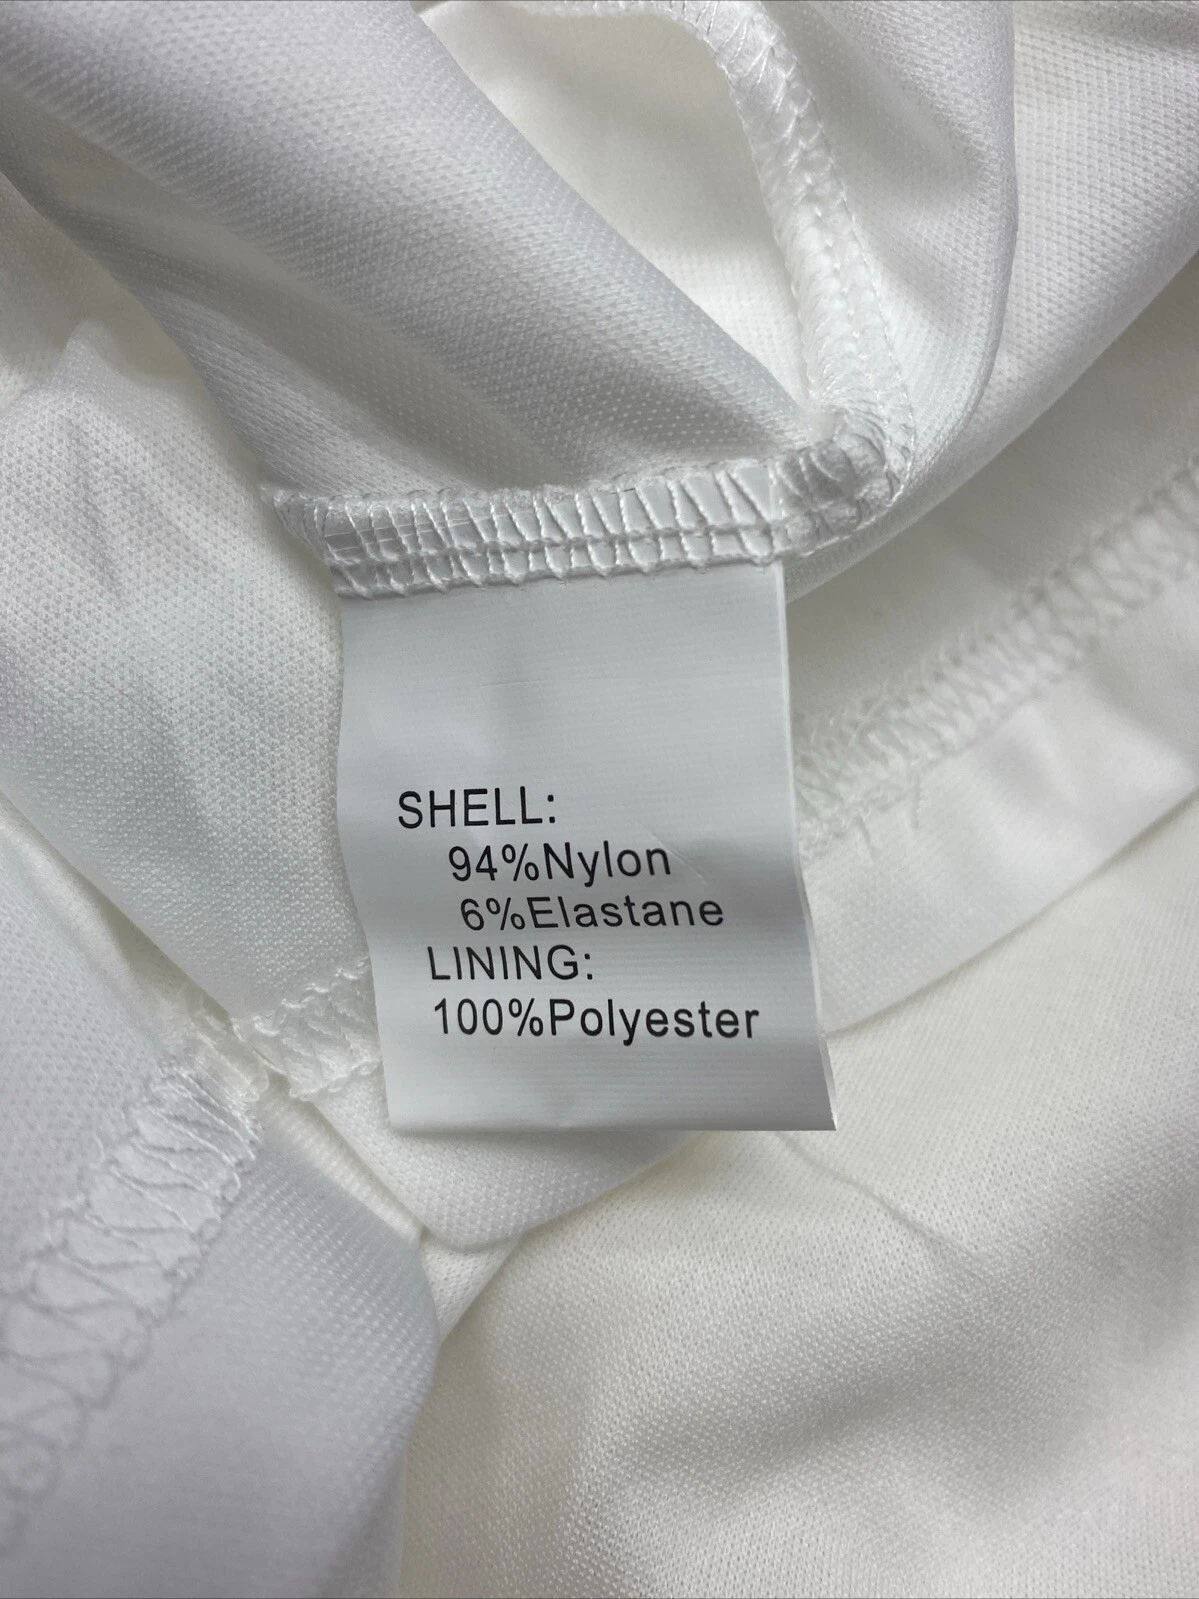 SHELL:
94%Nylon
6%Elastane
LINING:
100%Polyester